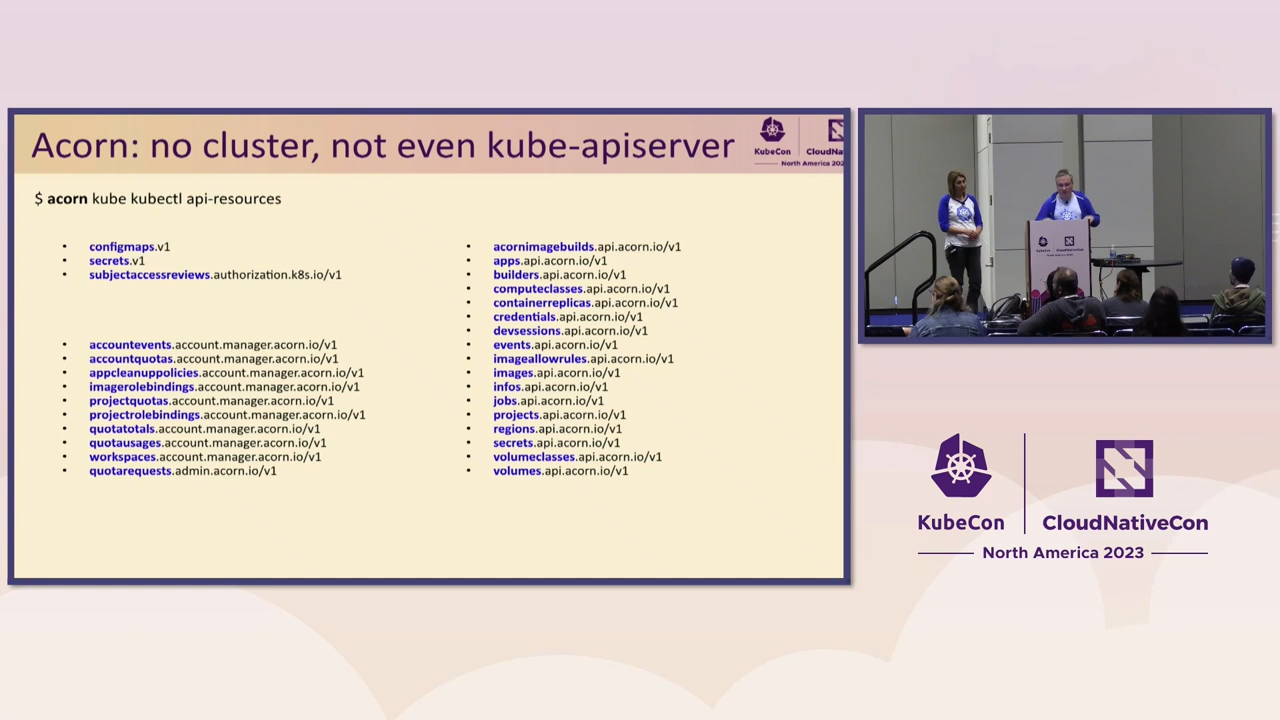 Acorn: no cluster, not even kube-apiserver
KubeCon
CloudNa
North America 202
$ acorn kube kubectl api-resources
• configmaps.v1
• secrets.v1
• subjectaccessreviews.authorization.k8s.io/v1
• accountevents.account.manager.acorn.io/v1
• accountquotas.account.manager.acorn.io/v1
• appcleanuppolicies.account.manager.acorn.io/v1
• imagerolebindings.account.manager.acorn.io/v1
• projectquotas.account.manager.acorn.io/v1
• projectrolebindings.account.manager.acorn.io/v1
• quotatotals.account.manager.acorn.io/v1
• quotausages.account.manager.acorn.io/v1
• workspaces.account.manager.acorn.io/v1
• quotarequests.admin.acorn.io/v1
• acornimagebuilds.api.acorn.io/v1
• apps.api.acorn.io/v1
• builders.api.acorn.io/v1
• computeclasses.api.acorn.io/v1
• containerreplicas.api.acorn.io/v1
• credentials.api.acorn.io/v1
• devsessions.api.acorn.io/v1
• events.api.acorn.io/v1
• imageallowrules.api.acorn.io/v1
• images.api.acorn.io/v1
• infos.api.acorn.io/v1
• jobs.api.acorn.io/v1
• projects.api.acorn.io/v1
• regions.api.acorn.io/v1
• secrets.api.acorn.io/v1
• volumeclasses.api.acorn.io/v1
• volumes.api.acorn.io/v1
KubeCon
CloudNativeCon
North America 2023